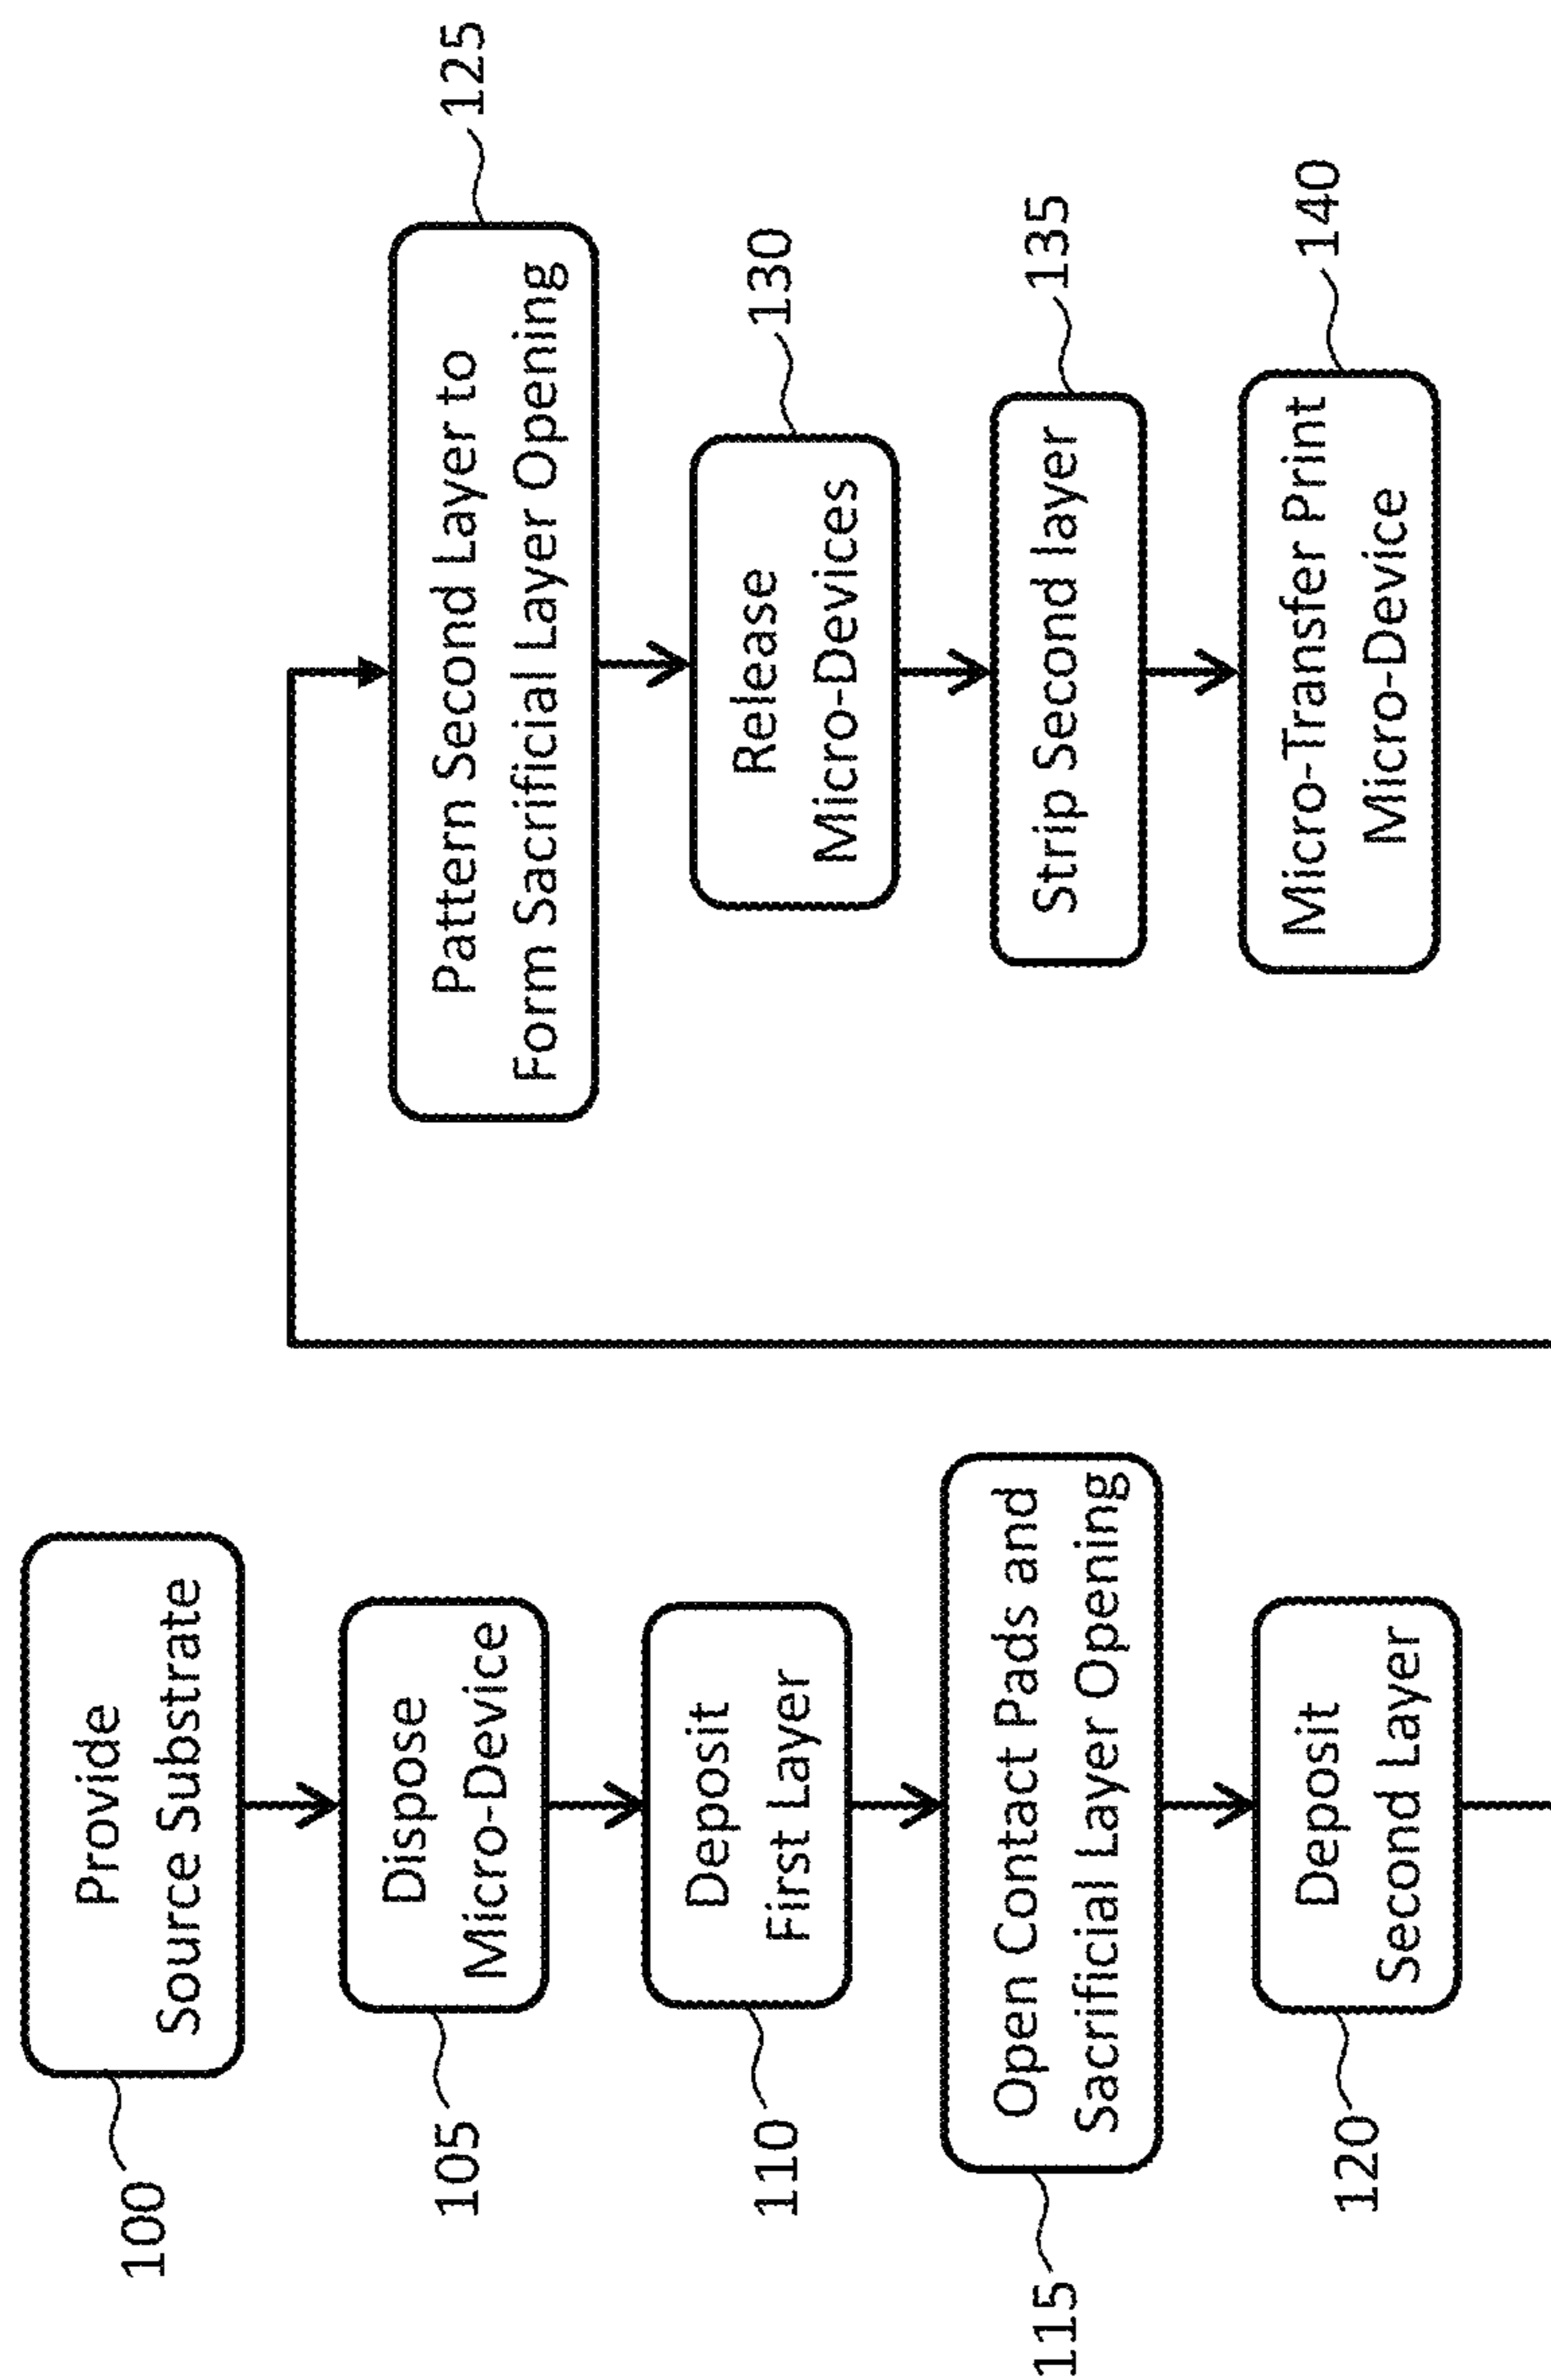 100
Provide
Source Substrate
105
Dispose
Micro-Device
110
Deposit
First Layer
115
Open Contact Pads and
Sacrificial Layer Opening
120
Deposit
Second Layer
125
Pattern Second Layer to
Form Sacrificial Layer Opening
130
Release
Micro-Devices
135
Strip Second layer
140
Micro-Transfer Print
Micro-Device